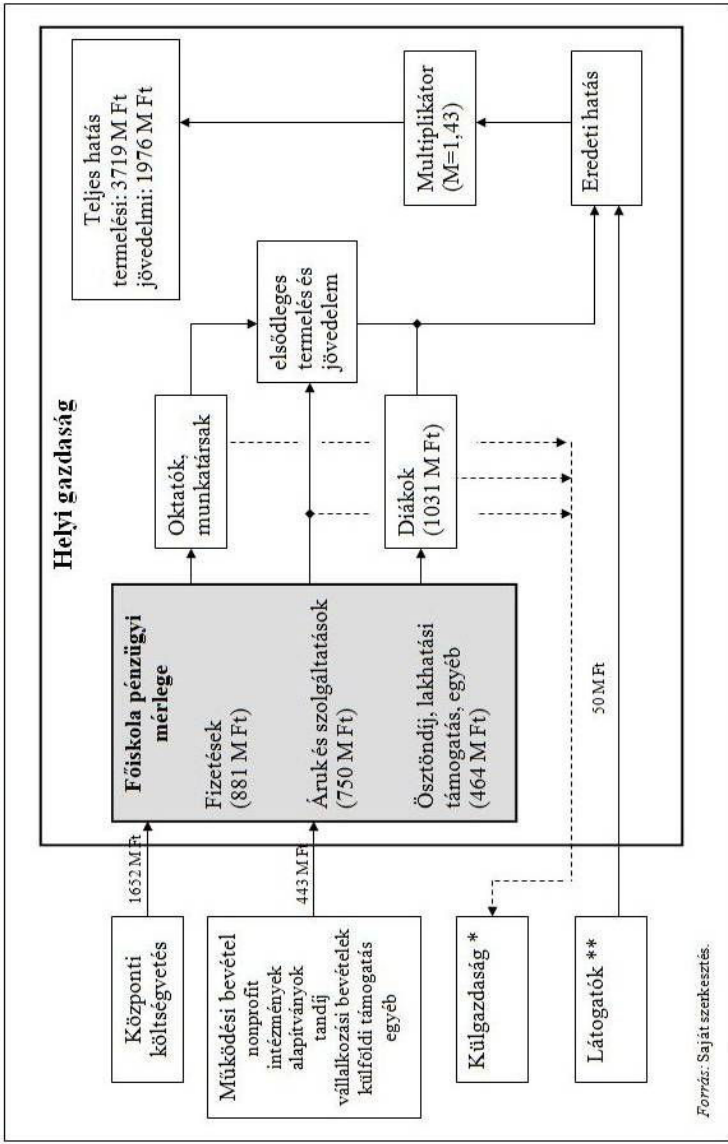 Helyi gazdaság
Központi
költségvetés
1652 M Ft
Működési bevétel
nonprofit
intézmények
alapítványok
tandíj
vállalkozási bevételek
külföldi támogatás
egyéb
443 M Ft
Külgazdaság *
Látogatók **
50 M Ft
Főiskola pénzügyi
mérlege
Fizetések
(881 M Ft)
Áruk és szolgáltatások
(750 M Ft)
Ösztöndíj, lakhatási
támogatás, egyéb
(464 M Ft)
Oktatók,
munkatársak
Diákok
(1031 M Ft)
elsődleges
termelés és
jövedelem
Teljes hatás
termelési: 3719 M Ft
jövedelmi: 1976 M Ft
Multiplikátor
(M=1,43)
Eredeti hatás
Forrás: Saját szerkesztés.